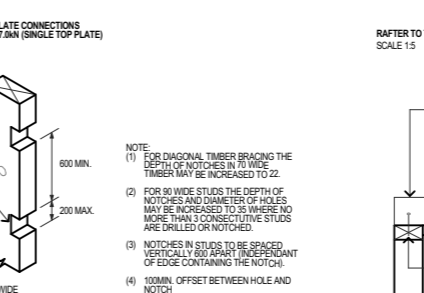 LATE CONNECTIONS
7.0kN (SINGLE TOP PLATE)
RAFTER TO
SCALE 1:5
600 MIN.
200 MAX.
NOTE:
(1) FOR DIAGONAL TIMBER BRACING THE
DEPTH OF NOTCHES IN 70 WIDE
TIMBER MAY BE INCREASED TO 22.
(2) FOR 90 WIDE STUDS THE DEPTH OF
NOTCHES AND DIAMETER OF HOLES
MAY BE INCREASED TO 35 WHERE NO
MORE THAN 3 CONSECTUTIVE STUDS
ARE DRILLED OR NOTCHED.
(3) NOTCHES IN STUDS TO BE SPACED
VERTICALLY 600 APART (INDEPENDANT
OF EDGE CONTAINING THE NOTCH).
(4) 100MIN. OFFSET BETWEEN HOLE AND
NOTCH
WIDE